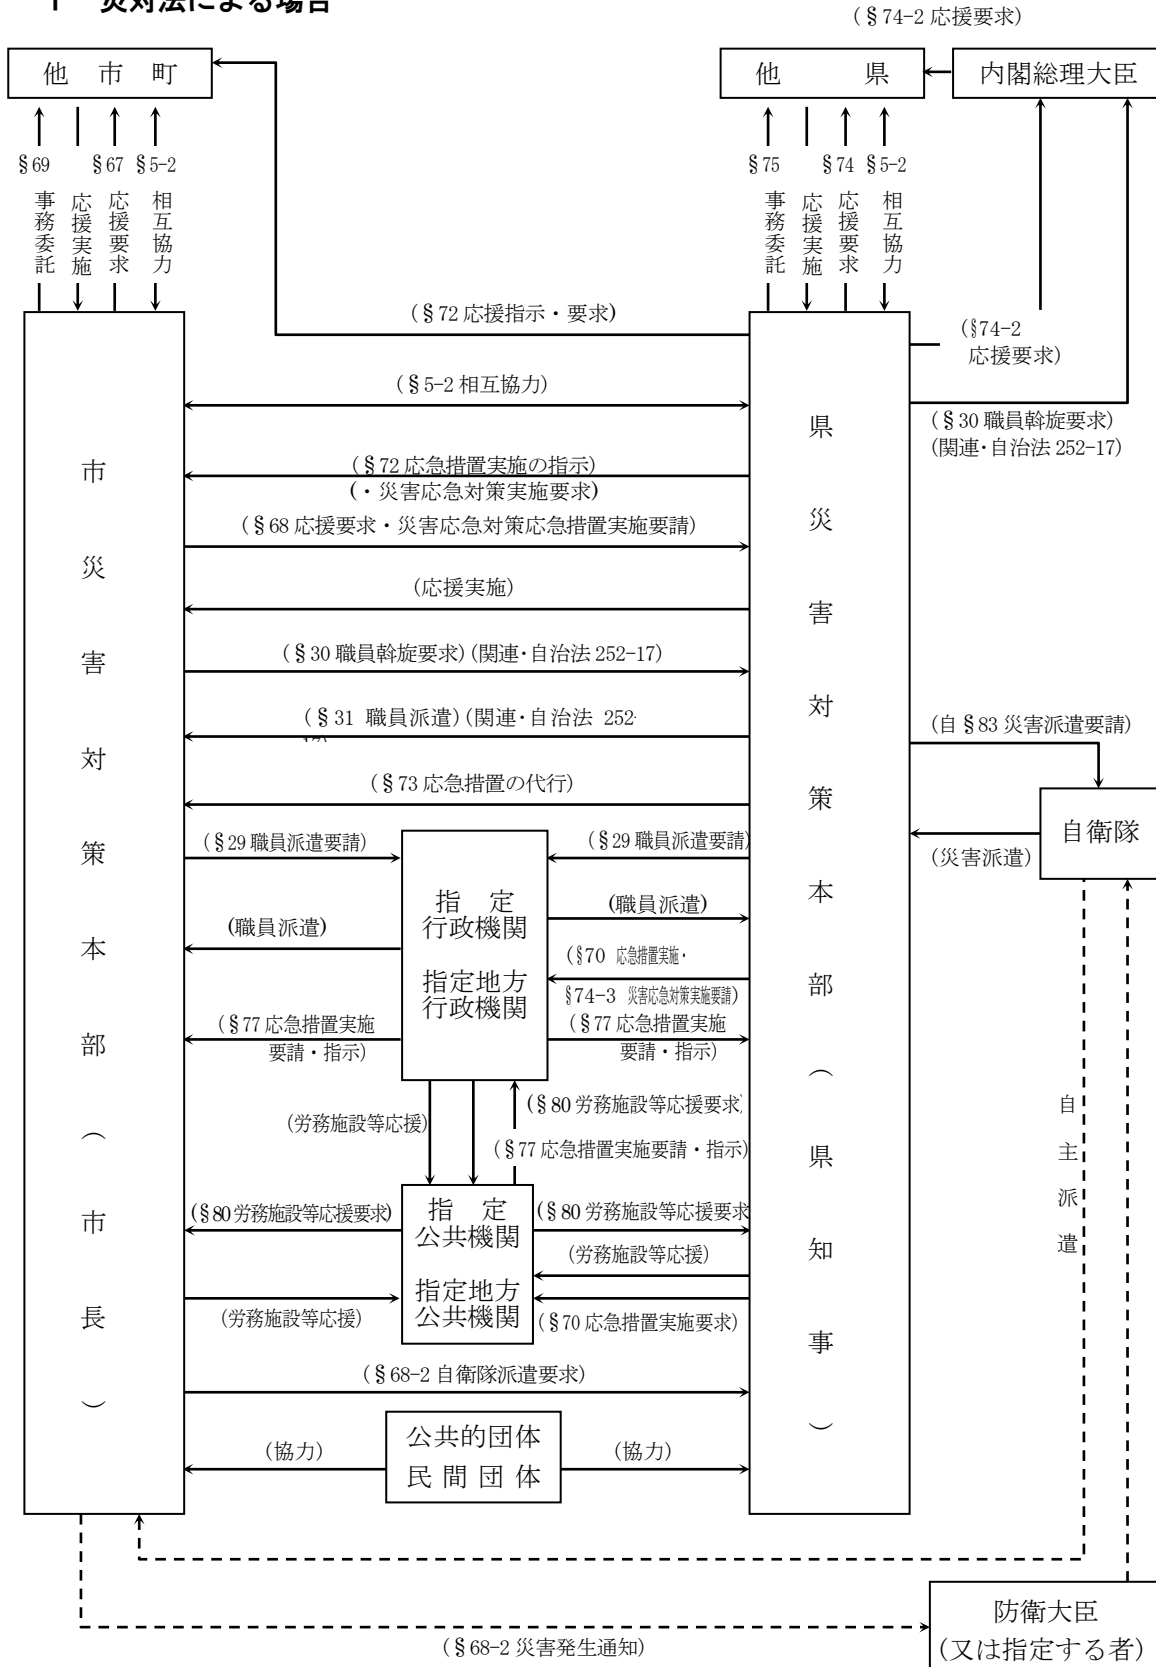 災対法による場合
(§74-2 応援要求)
他 市 町
他 県
内閣総理大臣
§69
§67
§5-2
§75
§74
§5-2
事務委託
応援実施
応援要求
相互協力
事務委託
応援実施
応援要求
相互協力
(§72 応援指示・要求)
(§74-2
応援要求)
(§5-2 相互協力)
(§30 職員斡旋要求)
(関連・自治法 252-17)
(§72 応急措置実施の指示)
(・災害応急対策実施要求)
(§68 応援要求・災害応急対策応急措置実施要請)
(応援実施)
(§30 職員斡旋要求) (関連・自治法 252-17)
(§31 職員派遣) (関連・自治法 252-
(自§83 災害派遣要請)
(§73 応急措置の代行)
自衛隊
(災害派遣)
(§29 職員派遣要請)
(§29 職員派遣要請)
指 定
行政機関
指定地方
行政機関
(職員派遣)
(職員派遣)
(§70 応急措置実施・
§74-3 災害応急対策実施要請)
(§77 応急措置実施
要請・指示)
(§77 応急措置実施
要請・指示)
(§80 労務施設等応援要求)
(労務施設等応援)
(§77 応急措置実施要請・指示)
自主派遣
(§80 労務施設等応援要求)
指 定
公共機関
指定地方
公共機関
(§80 労務施設等応援要求
(労務施設等応援)
(労務施設等応援)
(§70 応急措置実施要求)
(§68-2 自衛隊派遣要求)
公共的団体
民間団体
(協力)
(協力)
市災害対策本部(市長)
県災害対策本部(県知事)
防衛大臣
(又は指定する者)
(§68-2 災害発生通知)